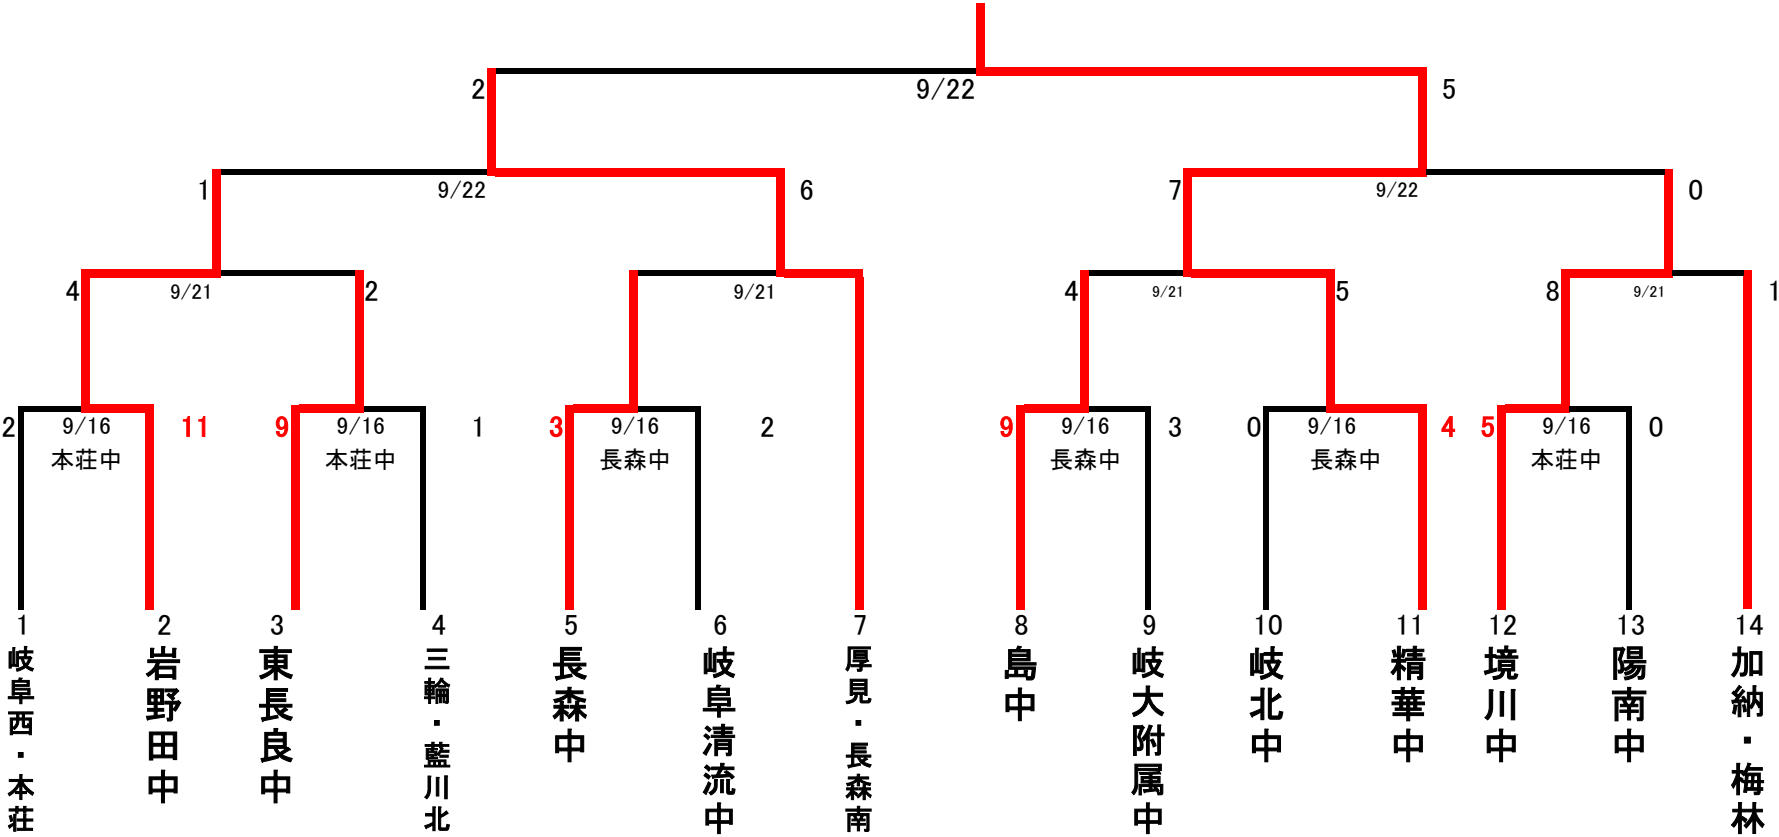 2 9/22 5
1 9/22 6 7 9/22 0
4 9/21 2 9/21 4 9/21 5 8 9/21 1
2 9/16 11 9 9/16 1 3 9/16 2 9 9/16 3 0 9/16 4 5 9/16 0
本荘中 本荘中 長森中 長森中 長森中 本荘中
1 2 3 4 5 6 7 8 9 10 11 12 13 14
岐阜西・本荘
岩野田中
東長良中
三輪・藍川北
長森中
岐阜清流中
厚見・長森南
島中
岐大附属中
岐北中
精華中
境川中
陽南中
加納・梅林